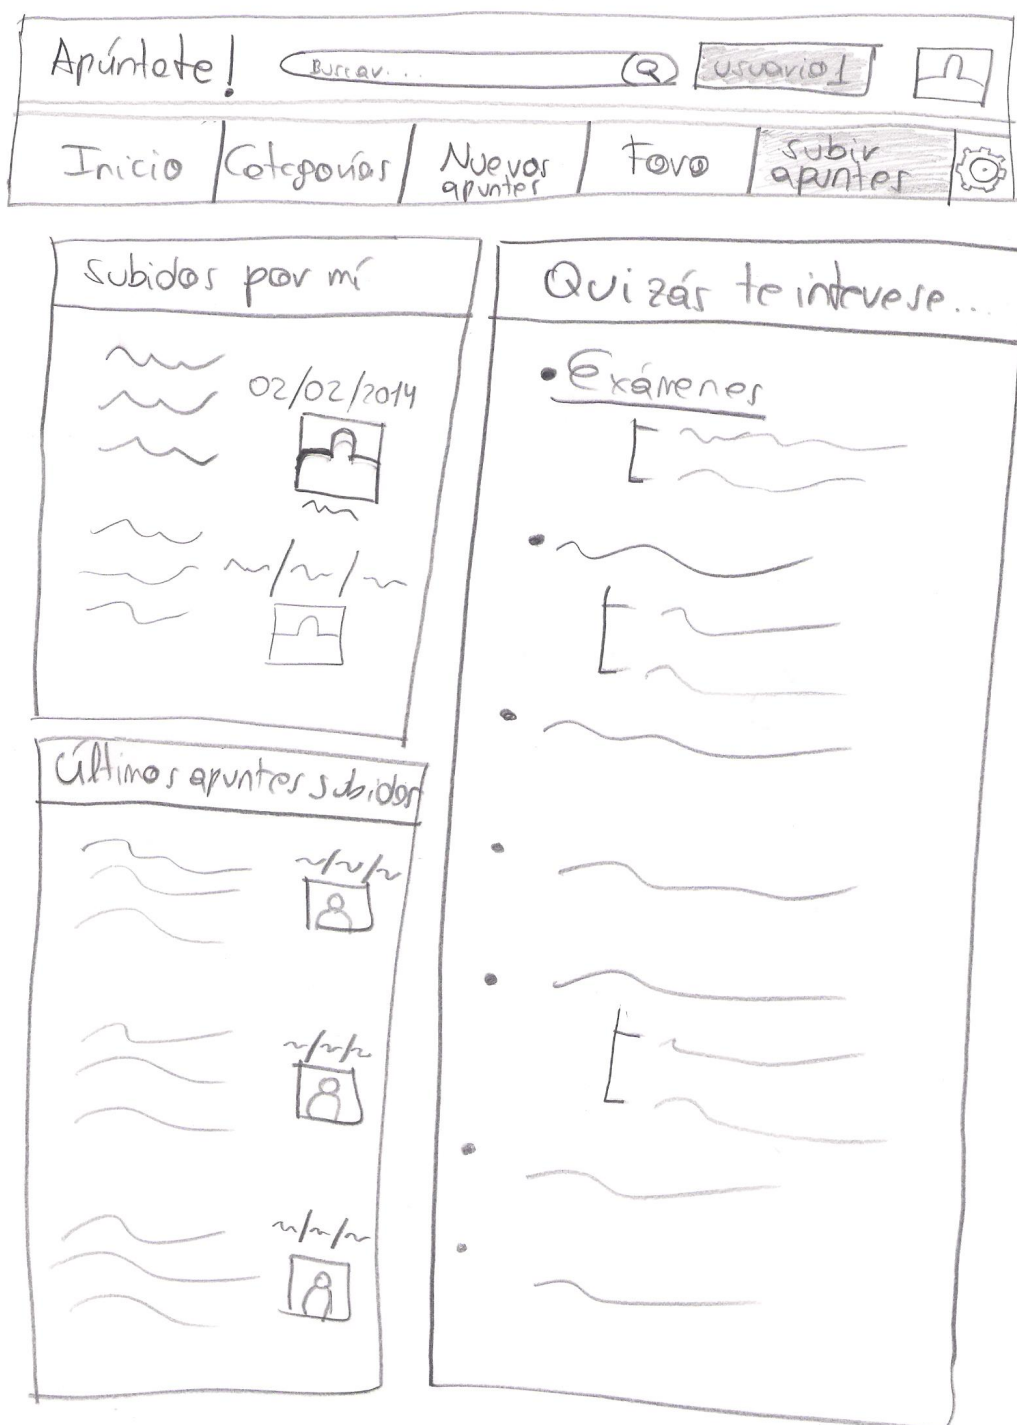 Apúntate!
Buscar...
usuario1
Inicio
Categorías
Nuevos
apuntes
Foro
subir
apuntes
subidos por mí
02/02/2014
Quizás te interese...
Exámenes
Últimos apuntes subidos